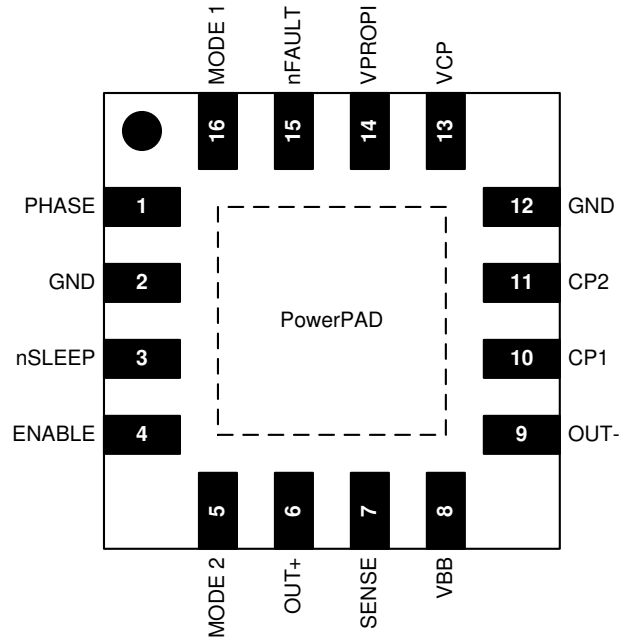 MODE 1
nFAULT
VPROPI
VCP
16
15
14
13
PHASE 1
12 GND
GND 2
11 CP2
PowerPAD
nSLEEP 3
10 CP1
ENABLE 4
9 OUT-
5
6
7
8
MODE 2
OUT+
SENSE
VBB